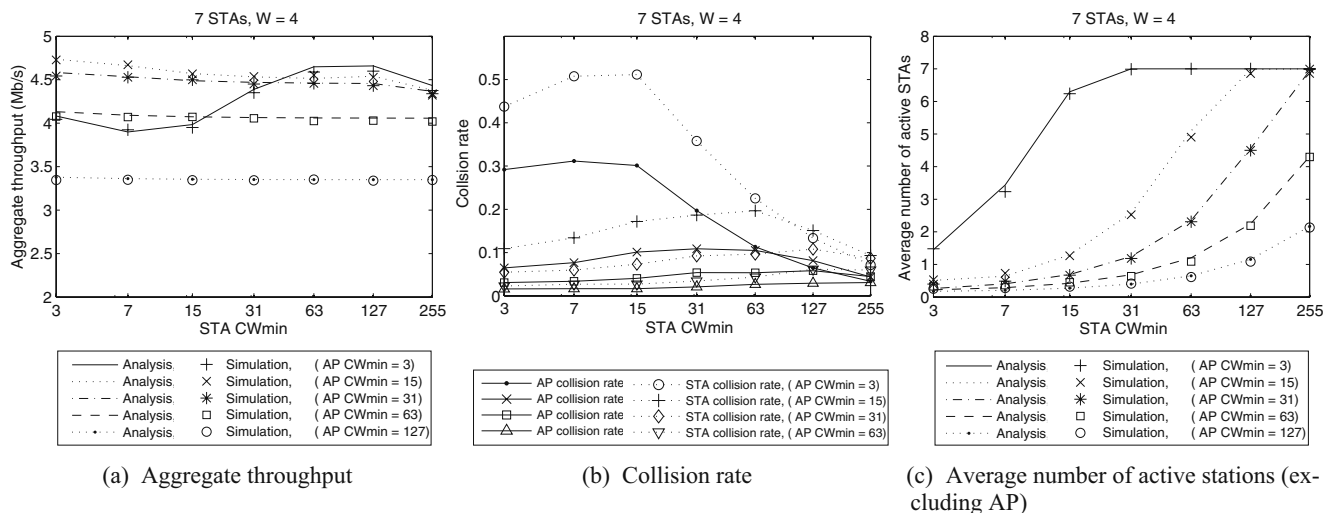 7 STAs, W = 4
Aggregate throughput (Mb/s)
5
4.5
4
3.5
3
2.5
2
3 7 15 31 63 127 255
STA CWmin
Analysis, Simulation, ( AP CWmin = 3)
Analysis, Simulation, ( AP CWmin = 15)
Analysis, Simulation, ( AP CWmin = 31)
Analysis, Simulation, ( AP CWmin = 63)
Analysis, Simulation, ( AP CWmin = 127)
(a) Aggregate throughput
7 STAs, W = 4
Collsion rate
0.5
0.4
0.3
0.2
0.1
0
3 7 15 31 63 127 255
STA CWmin
AP collision rate STA collision rate, ( AP CWmin = 3)
AP collision rate STA collision rate, ( AP CWmin = 15)
AP collision rate STA collision rate, ( AP CWmin = 31)
AP collision rate STA collision rate, ( AP CWmin = 63)
(b) Collision rate
7 STAs, W = 4
Average number of active STAs
8
7
6
5
4
3
2
1
0
3 7 15 31 63 127 255
STA CWmin
Analysis Simulation, ( AP CWmin = 3)
Analysis Simulation, ( AP CWmin = 15)
Analysis Simulation, ( AP CWmin = 31)
Analysis Simulation, ( AP CWmin = 63)
Analysis Simulation, ( AP CWmin = 127)
(c) Average number of active stations (ex-
cluding AP)